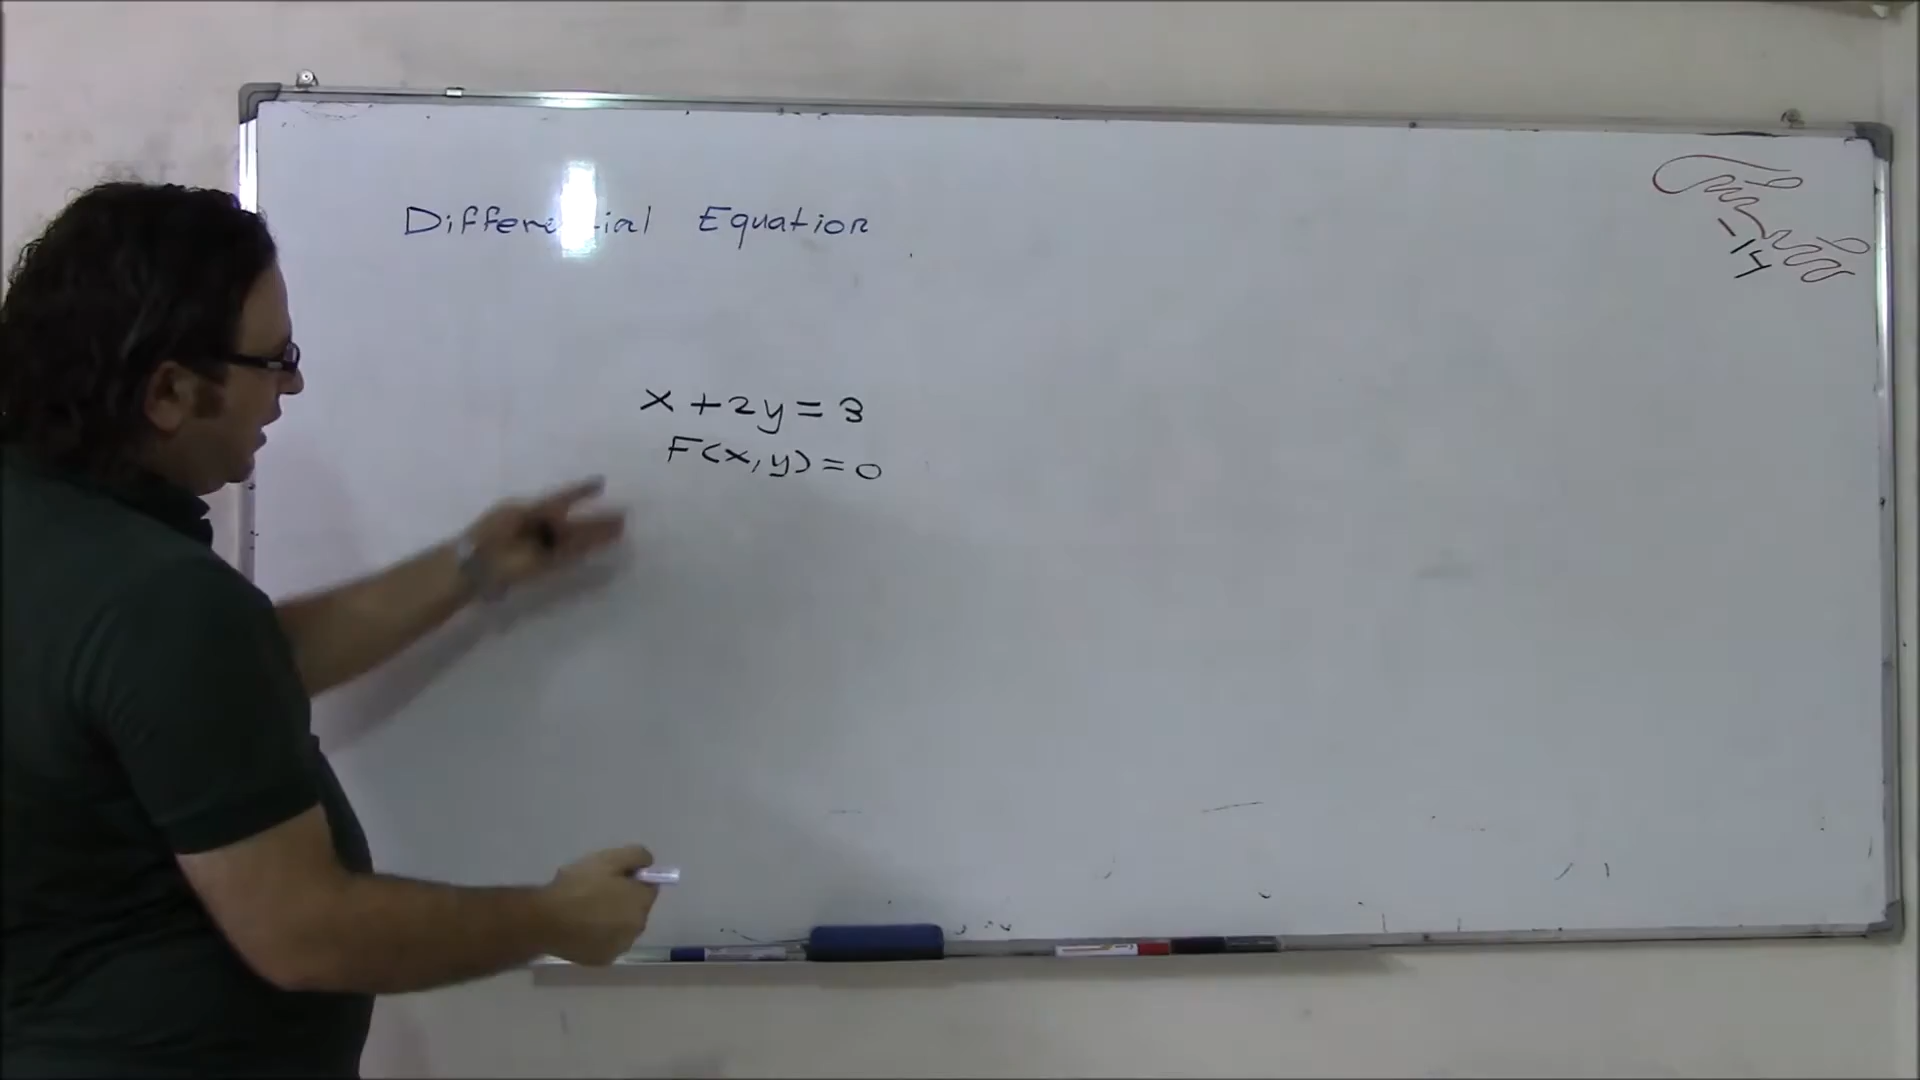 Differential Equation
x + 2y = 3
F(x, y) = 0